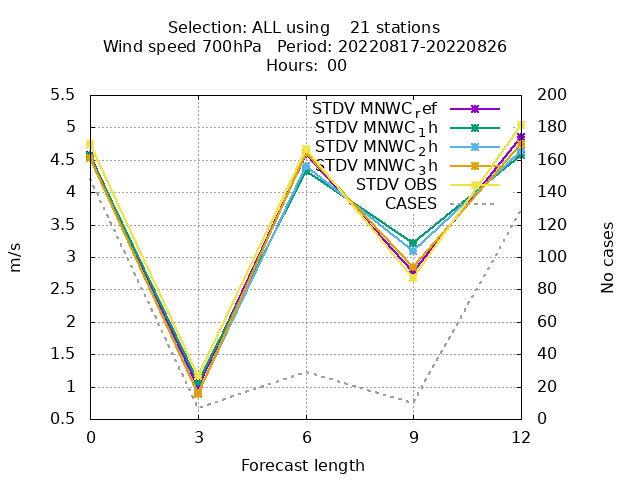 Selection: ALL using    21 stations
Wind speed 700hPa   Period: 20220817-20220826
Hours:  00
5.5
5
4.5
4
3.5
3
2.5
2
1.5
1
0.5
200
180
160
140
120
100
80
60
40
20
0
STDV MNWC_ref
STDV MNWC_1h
STDV MNWC_2h
STDV MNWC_3h
STDV OBS
CASES
m/s
No cases
0 3 6 9 12
Forecast length